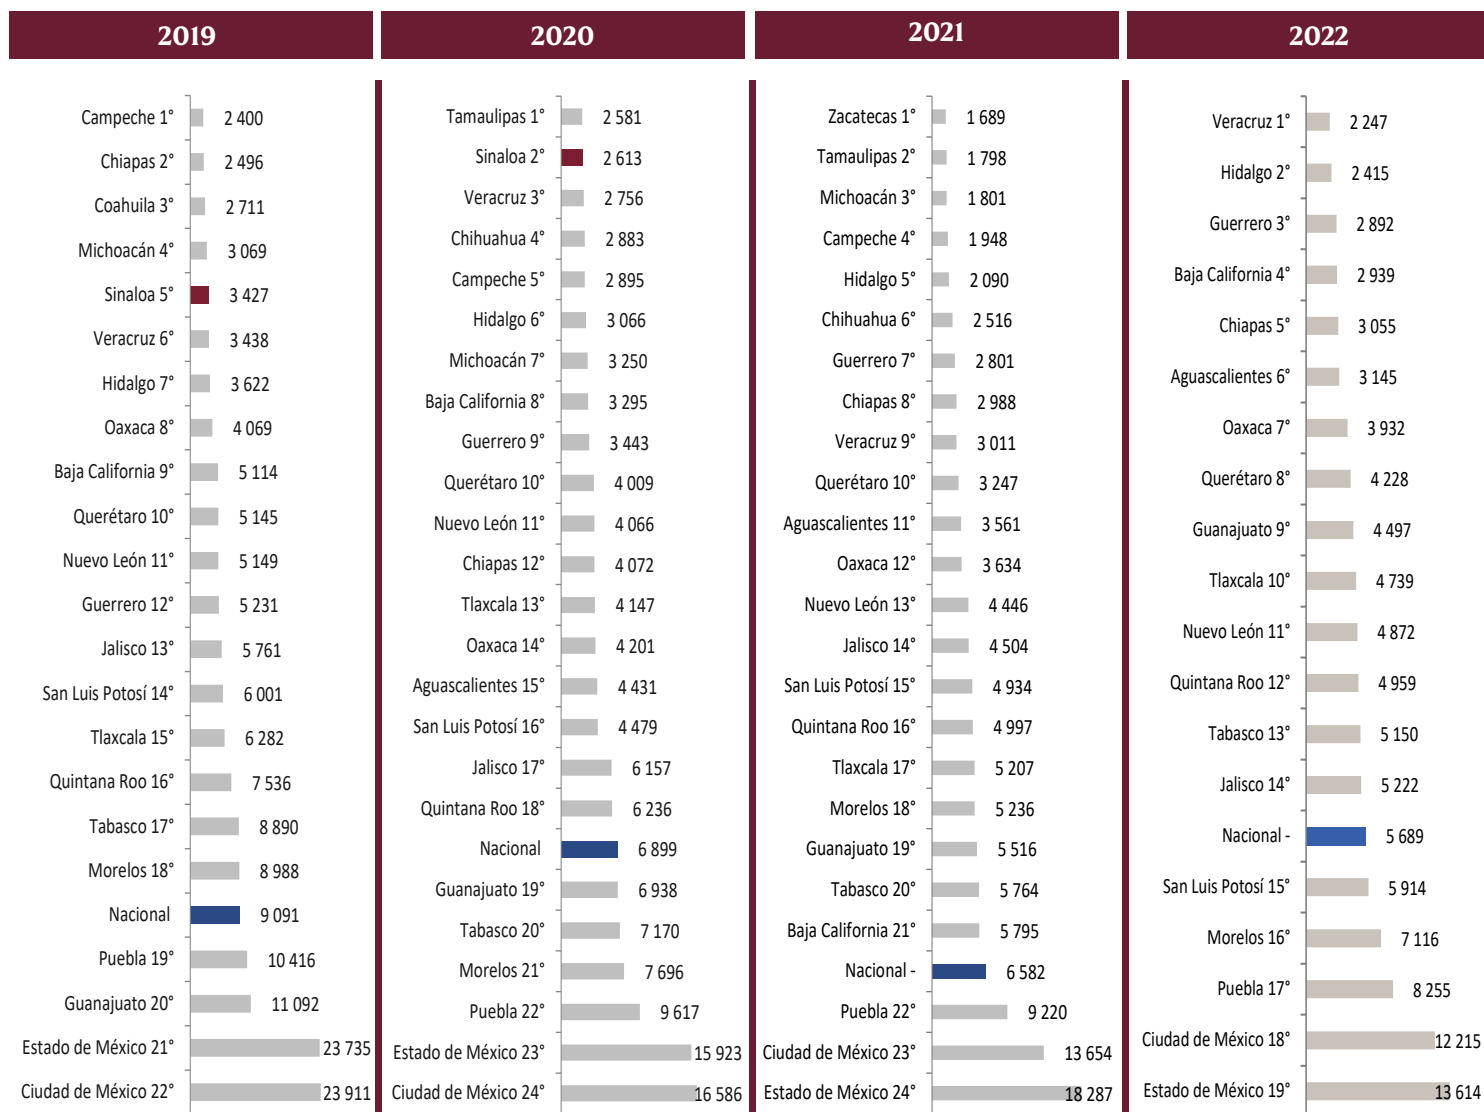 2019
Campeche 1° 2 400
Chiapas 2° 2 496
Coahuila 3° 2 711
Michoacán 4° 3 069
Sinaloa 5° 3 427
Veracruz 6° 3 438
Hidalgo 7° 3 622
Oaxaca 8° 4 069
Baja California 9° 5 114
Querétaro 10° 5 145
Nuevo León 11° 5 149
Guerrero 12° 5 231
Jalisco 13° 5 761
San Luis Potosí 14° 6 001
Tlaxcala 15° 6 282
Quintana Roo 16° 7 536
Tabasco 17° 8 890
Morelos 18° 8 988
Nacional 9 091
Puebla 19° 10 416
Guanajuato 20° 11 092
Estado de México 21° 23 735
Ciudad de México 22° 23 911
2020
Tamaulipas 1° 2 581
Sinaloa 2° 2 613
Veracruz 3° 2 756
Chihuahua 4° 2 883
Campeche 5° 2 895
Hidalgo 6° 3 066
Michoacán 7° 3 250
Baja California 8° 3 295
Guerrero 9° 3 443
Querétaro 10° 4 009
Nuevo León 11° 4 066
Chiapas 12° 4 072
Tlaxcala 13° 4 147
Oaxaca 14° 4 201
Aguascalientes 15° 4 431
San Luis Potosí 16° 4 479
Jalisco 17° 6 157
Quintana Roo 18° 6 236
Nacional 6 899
Guanajuato 19° 6 938
Tabasco 20° 7 170
Morelos 21° 7 696
Puebla 22° 9 617
Estado de México 23° 15 923
Ciudad de México 24° 16 586
2021
Zacatecas 1° 1 689
Tamaulipas 2° 1 798
Michoacán 3° 1 801
Campeche 4° 1 948
Hidalgo 5° 2 090
Chihuahua 6° 2 516
Guerrero 7° 2 801
Chiapas 8° 2 988
Veracruz 9° 3 011
Querétaro 10° 3 247
Aguascalientes 11° 3 561
Oaxaca 12° 3 634
Nuevo León 13° 4 446
Jalisco 14° 4 504
San Luis Potosí 15° 4 934
Quintana Roo 16° 4 997
Tlaxcala 17° 5 207
Morelos 18° 5 236
Guanajuato 19° 5 516
Tabasco 20° 5 764
Baja California 21° 5 795
Nacional - 6 582
Puebla 22° 9 220
Ciudad de México 23° 13 654
Estado de México 24° 18 287
2022
Veracruz 1° 2 247
Hidalgo 2° 2 415
Guerrero 3° 2 892
Baja California 4° 2 939
Chiapas 5° 3 055
Aguascalientes 6° 3 145
Oaxaca 7° 3 932
Querétaro 8° 4 228
Guanajuato 9° 4 497
Tlaxcala 10° 4 739
Nuevo León 11° 4 872
Quintana Roo 12° 4 959
Tabasco 13° 5 150
Jalisco 14° 5 222
Nacional - 5 689
San Luis Potosí 15° 5 914
Morelos 16° 7 116
Puebla 17° 8 255
Ciudad de México 18° 12 215
Estado de México 19° 13 614